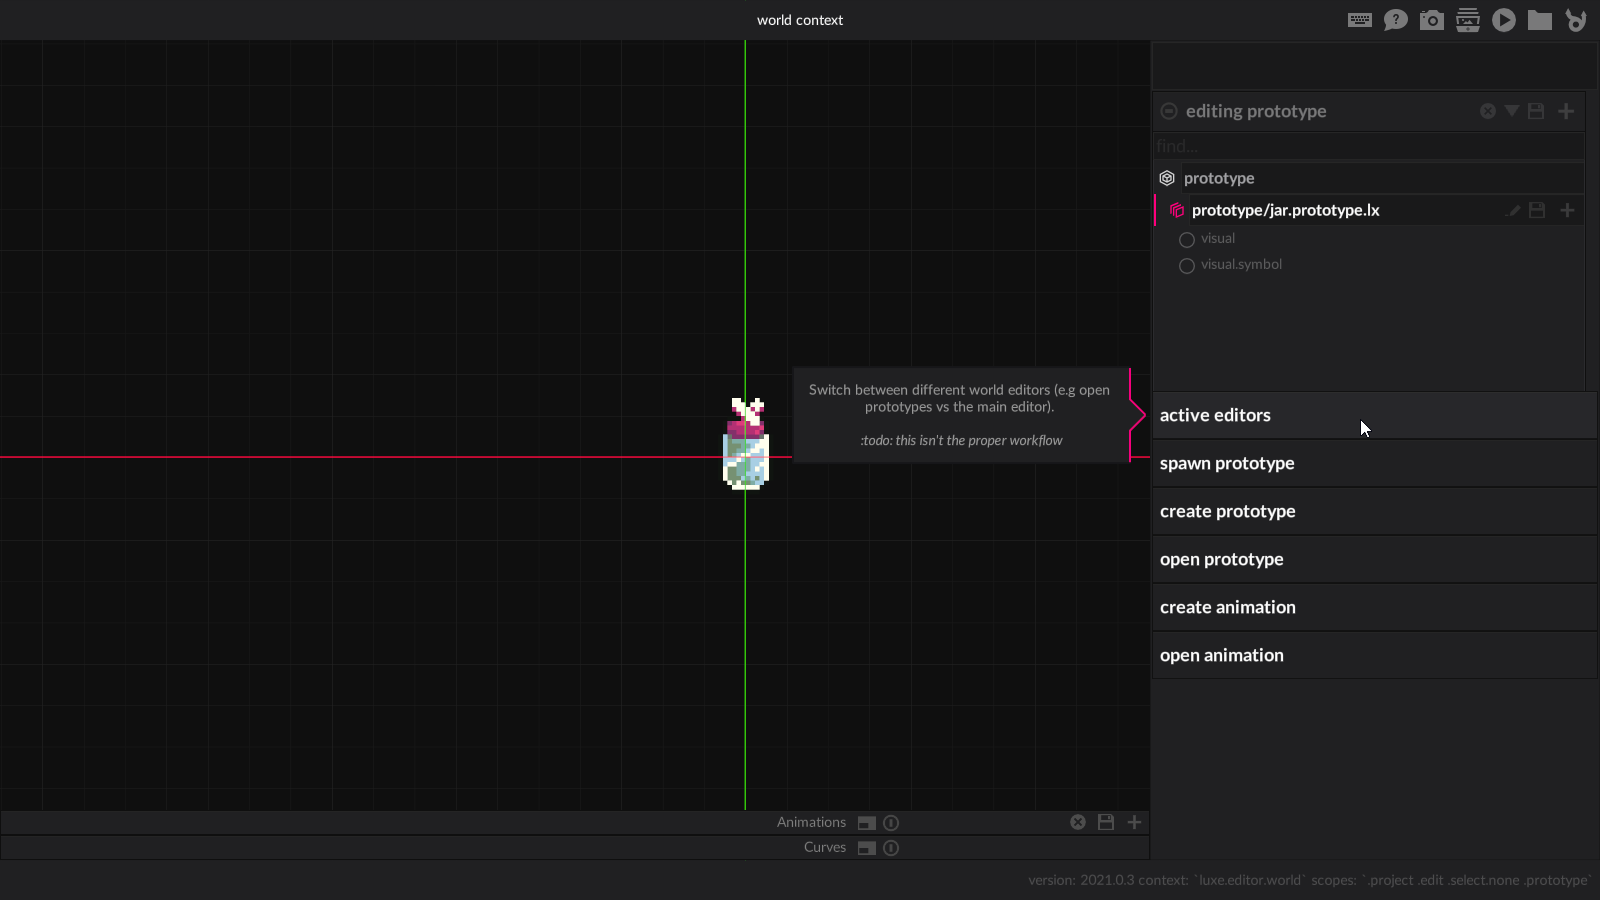 world context
editing prototype
find...
prototype
prototype/jar.prototype.lx
visual
visual.symbol
Switch between different world editors (e.g open
prototypes vs the main editor).
:todo: this isn't the proper workflow
active editors
spawn prototype
create prototype
open prototype
create animation
open animation
Animations
Curves
version: 2021.0.3 context: `luxe.editor.world` scopes: `.project .edit .select.none .prototype`